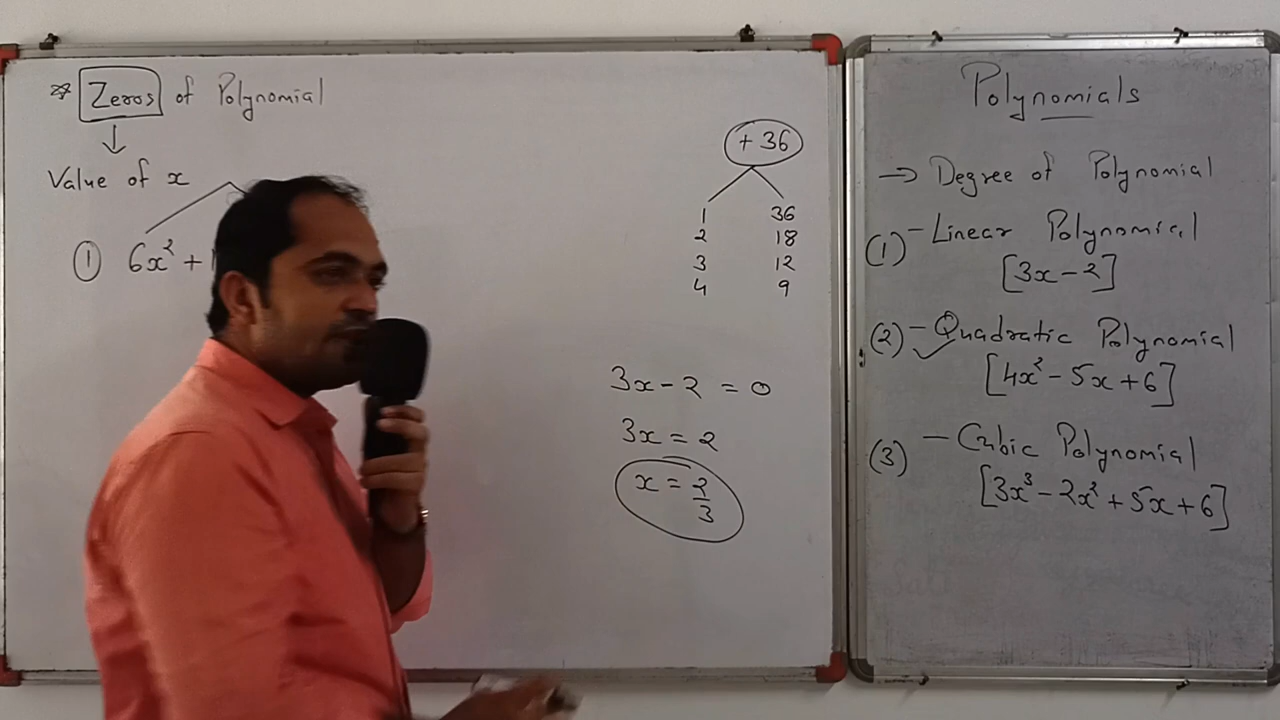 * Zeros of Polynomial
↓
Value of x
① 6x² +
+36
1 36
2 18
3 12
4 9
3x - 2 = 0
3x = 2
x = 2/3
Polynomials
→ Degree of Polynomial
(1) - Linear Polynomial
[3x - 2]
(2) - Quadratic Polynomial
[4x² - 5x + 6]
(3) - Cubic Polynomial
[3x³ - 2x² + 5x + 6]